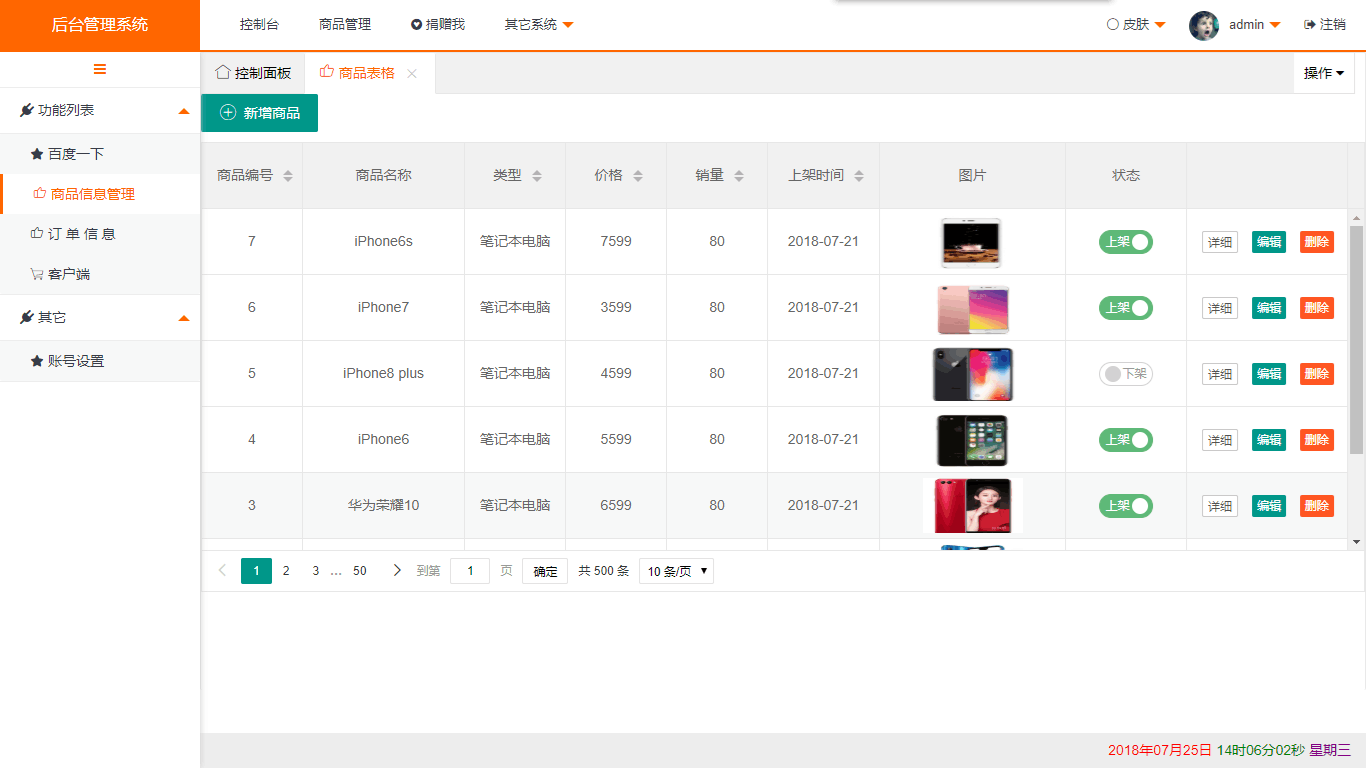 后台管理系统 控制台 商品管理 捐赠我 其它系统 皮肤 admin 注销
控制面板 商品表格 操作
功能列表
新增商品
百度一下
商品信息管理
订 单 信 息
客户端
其它
账号设置
商品编号 商品名称 类型 价格 销量 上架时间 图片 状态
7 iPhone6s 笔记本电脑 7599 80 2018-07-21 上架 详细 编辑 删除
6 iPhone7 笔记本电脑 3599 80 2018-07-21 上架 详细 编辑 删除
5 iPhone8 plus 笔记本电脑 4599 80 2018-07-21 下架 详细 编辑 删除
4 iPhone6 笔记本电脑 5599 80 2018-07-21 上架 详细 编辑 删除
3 华为荣耀10 笔记本电脑 6599 80 2018-07-21 上架 详细 编辑 删除
1 2 3 … 50 到第 1 页 确定 共 500 条 10 条/页
2018年07月25日 14时06分02秒 星期三